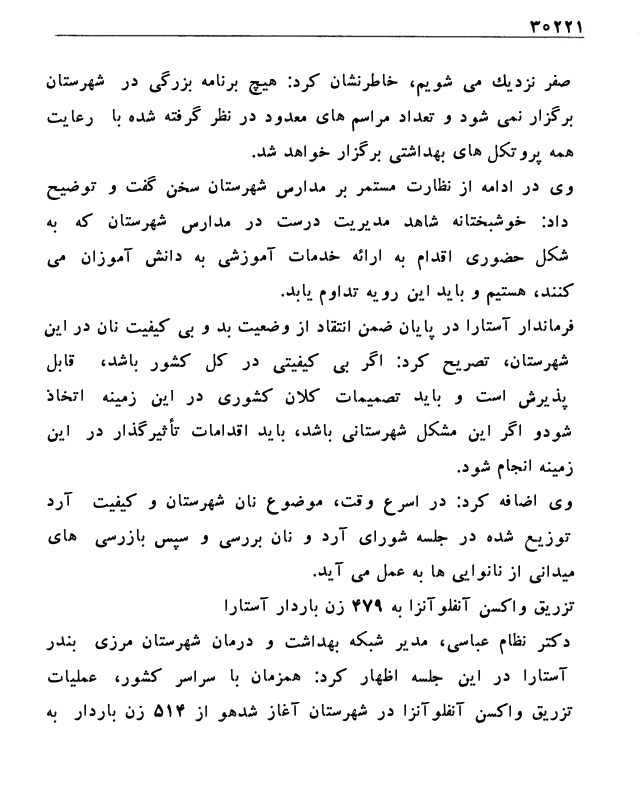 ۳۰۲۲۱
صفر نزدیك می شویم، خاطرنشان کرد: هیچ برنامه بزرگی در شهرستان
برگزار نمی شود و تعداد مراسم های معدود در نظر گرفته شده با رعایت
همه پروتکل های بهداشتی برگزار خواهد شد.
وی در ادامه از نظارت مستمر بر مدارس شهرستان سخن گفت و توضیح
داد: خوشبختانه شاهد مدیریت درست در مدارس شهرستان که به
شکل حضوری اقدام به ارائه خدمات آموزشی به دانش آموزان می
کنند، هستیم و باید این رویه تداوم یابد.
فرماندار آستارا در پایان ضمن انتقاد از وضعیت بد و بی کیفیت نان در این
شهرستان، تصریح کرد: اگر بی کیفیتی در کل کشور باشد، قابل
پذیرش است و باید تصمیمات کلان کشوری در این زمینه اتخاذ
شودو اگر این مشکل شهرستانی باشد، باید اقدامات تأثیرگذار در این
زمینه انجام شود.
وی اضافه کرد: در اسرع وقت، موضوع نان شهرستان و کیفیت آرد
توزیع شده در جلسه شورای آرد و نان بررسی و سپس بازرسی های
میدانی از نانوایی ها به عمل می آید.
تزریق واکسن آنفلوآنزا به ۴۷۹ زن باردار آستارا
دکتر نظام عباسی، مدیر شبکه بهداشت و درمان شهرستان مرزی بندر
آستارا در این جلسه اظهار کرد: همزمان با سراسر کشور، عملیات
تزریق واکسن آنفلوآنزا در شهرستان آغاز شدهو از ۵۱۴ زن باردار به